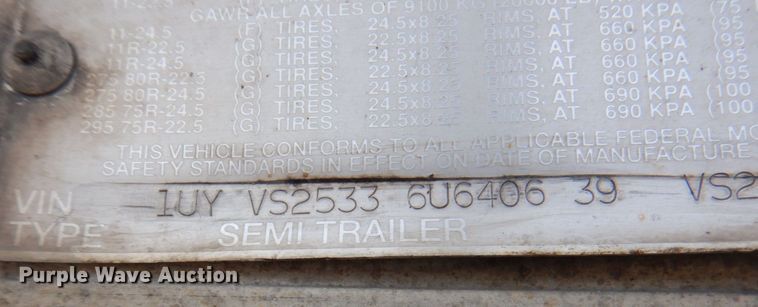 GAWR ALL AXLES OF 9100 KG
11-24.5 (F) TIRES, 24.5x8.25 RIMS, AT 660 KPA (95
11R-22.5 (G) TIRES, 22.5x8.25 RIMS, AT 660 KPA (95
11R-24.5 (G) TIRES, 24.5x8.25 RIMS, AT 660 KPA (95
275 80R-22.5 (G) TIRES, 22.5x8.25 RIMS, AT 660 KPA (95
275 80R-24.5 (G) TIRES, 24.5x8.25 RIMS, AT 660 KPA (95
285 75R-24.5 (G) TIRES, 24.5x8.25 RIMS, AT 690 KPA (100
295 75R-22.5 (G) TIRES, 22.5x8.25 RIMS, AT 690 KPA (100
THIS VEHICLE CONFORMS TO ALL APPLICABLE FEDERAL MO
SAFETY STANDARDS IN EFFECT ON DATE OF MANUFACTURE
VIN 1UY VS2533 6U6406 39 VS2
TYPE SEMI TRAILER
Purple Wave Auction